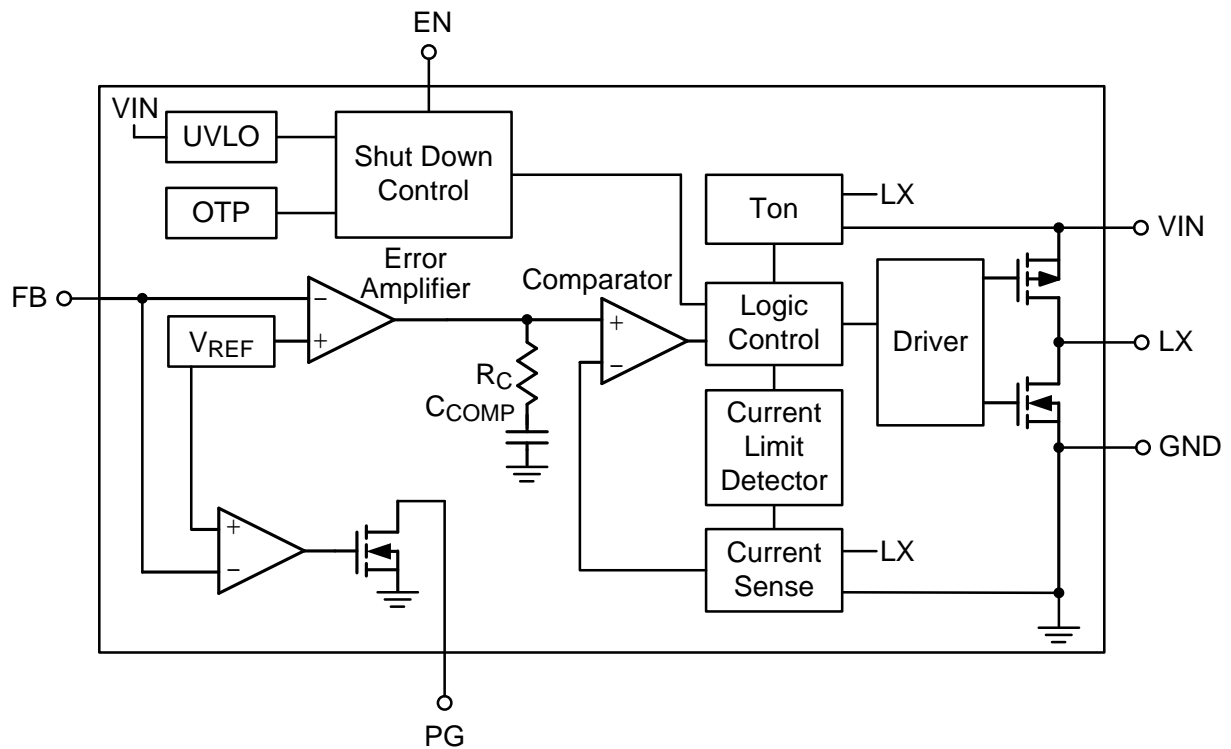 EN
VIN
UVLO
Shut Down
Control
OTP
Ton
LX
VIN
Error
Amplifier
Comparator
FB
−
+
VREF
+
−
Logic
Control
Driver
LX
RC
CCOMP
Current
Limit
Detector
GND
+
−
Current
Sense
LX
PG